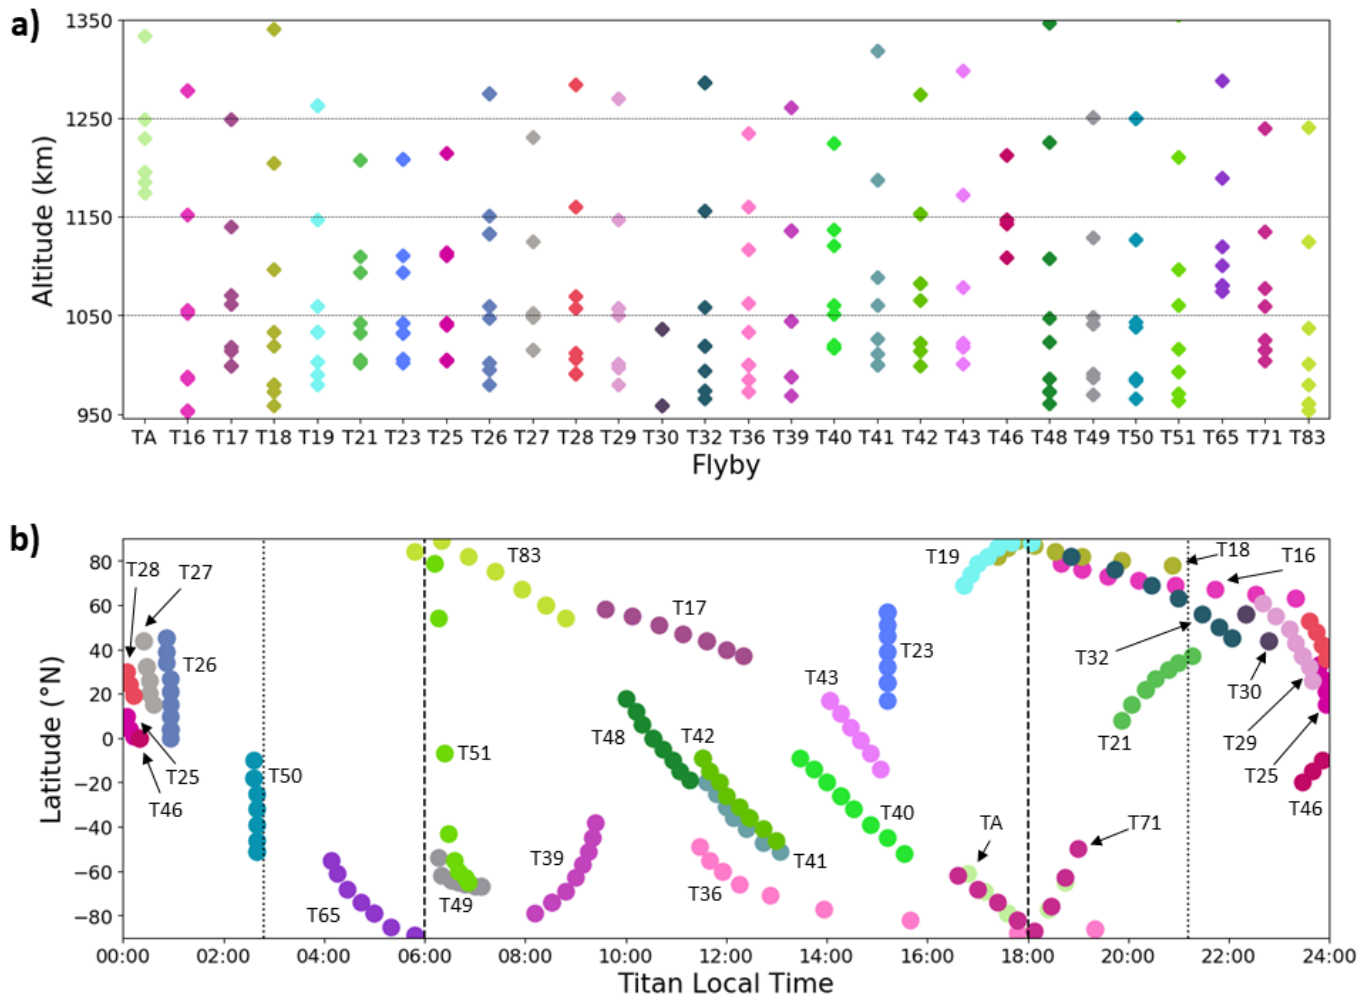 a)
1350
1250
1150
1050
950
Altitude (km)
TA T16 T17 T18 T19 T21 T23 T25 T26 T27 T28 T29 T30 T32 T36 T39 T40 T41 T42 T43 T46 T48 T49 T50 T51 T65 T71 T83
Flyby
b)
80
60
40
20
0
−20
−40
−60
−80
Latitude (°N)
T28
T27
T26
T25
T46
T50
T65
T51
T49
T83
T17
T39
T48
T42
T41
T36
T43
T23
T40
T19
TA
T71
T18
T16
T32
T21
T30
T29
T25
T46
00:00 02:00 04:00 06:00 08:00 10:00 12:00 14:00 16:00 18:00 20:00 22:00 24:00
Titan Local Time